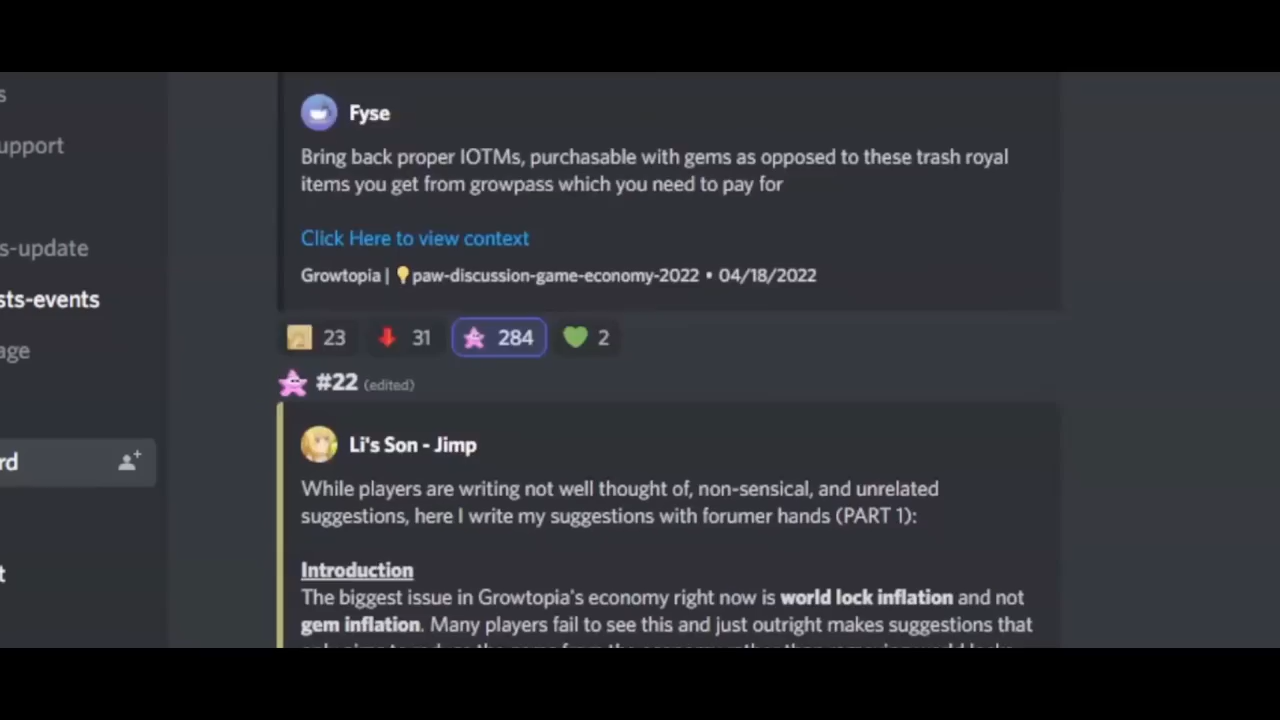 s
Fyse
upport
Bring back proper IOTMs, purchasable with gems as opposed to these trash royal
items you get from growpass which you need to pay for
s-update
Click Here to view context
Growtopia | paw-discussion-game-economy-2022 • 04/18/2022
sts-events
23 31 284 2
age
#22 (edited)
Li's Son - Jimp
rd
While players are writing not well thought of, non-sensical, and unrelated
suggestions, here I write my suggestions with forumer hands (PART 1):
Introduction
t
The biggest issue in Growtopia's economy right now is world lock inflation and not
gem inflation. Many players fail to see this and just outright makes suggestions that